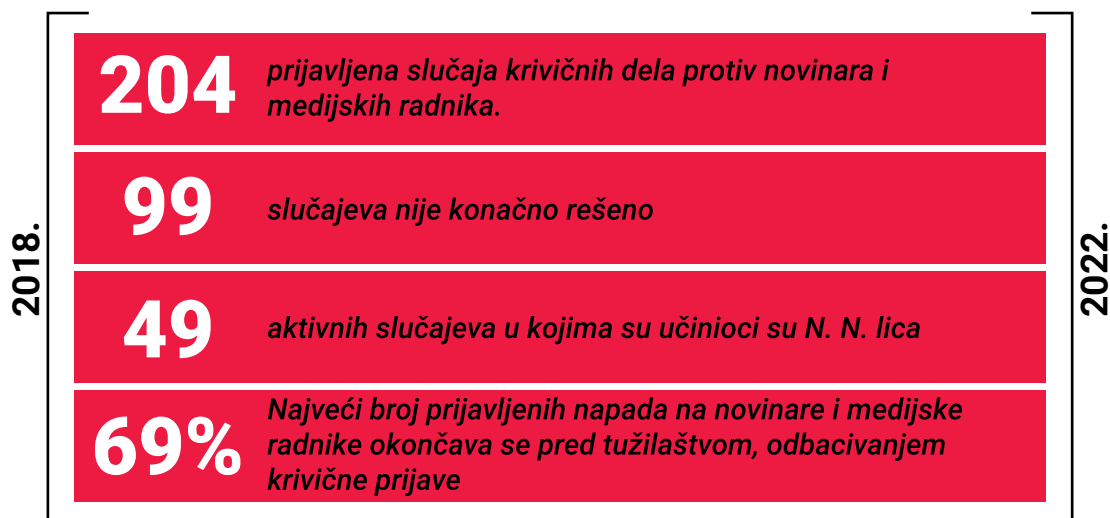 204
prijavljena slučaja krivičnih dela protiv novinara i
medijskih radnika.
99
slučajeva nije konačno rešeno
49
aktivnih slučajeva u kojima su učinioci su N. N. lica
69%
Najveći broj prijavljenih napada na novinare i medijske
radnike okončava se pred tužilaštvom, odbacivanjem
krivične prijave
2018.
2022.